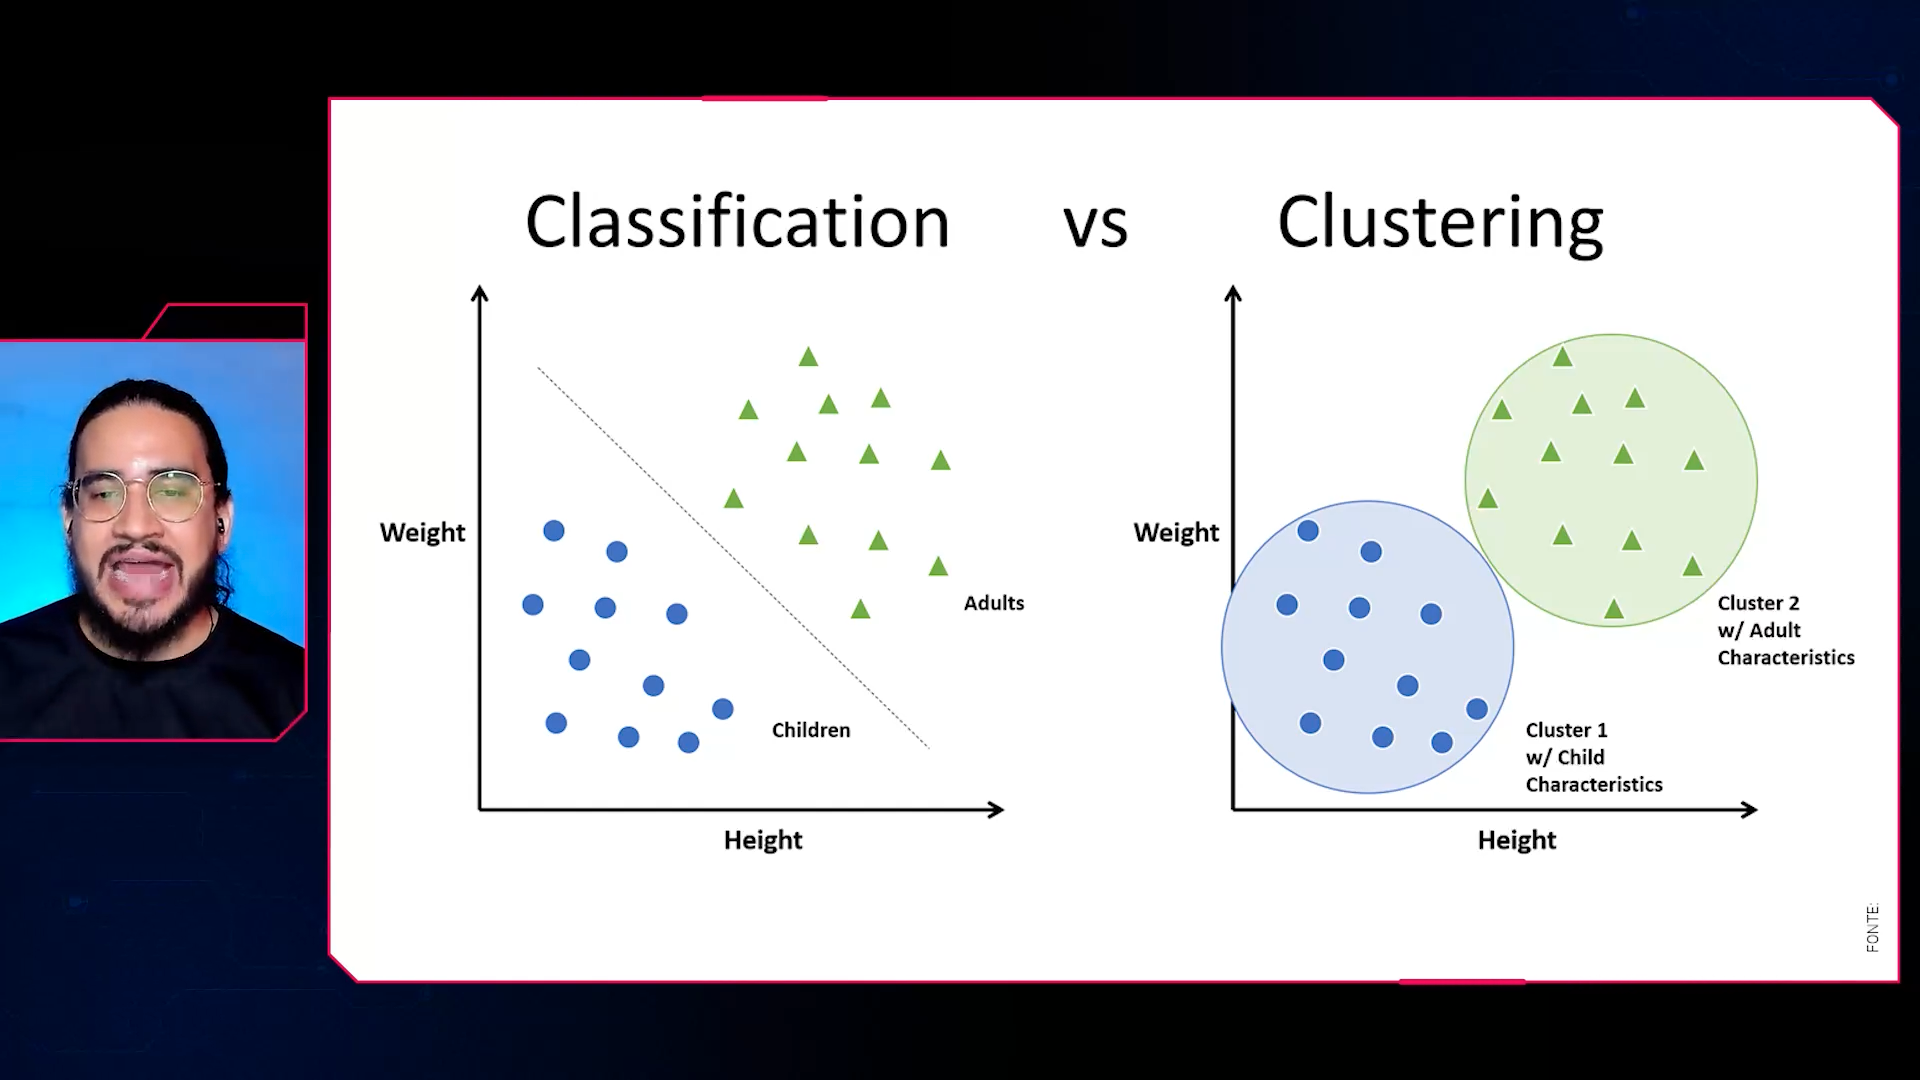 Classification vs Clustering
Weight
Adults
Children
Height
Weight
Cluster 2
w/ Adult
Characteristics
Cluster 1
w/ Child
Characteristics
Height
FONTE: